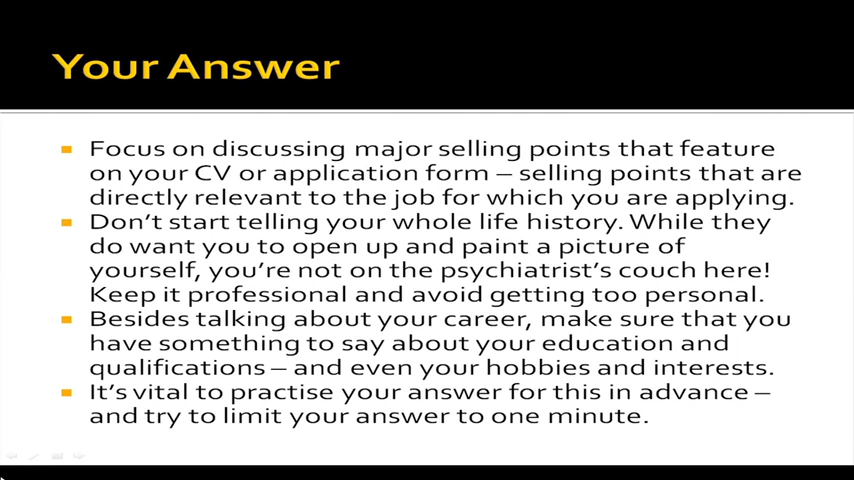 Your Answer
Focus on discussing major selling points that feature
on your CV or application form – selling points that are
directly relevant to the job for which you are applying.
Don't start telling your whole life history. While they
do want you to open up and paint a picture of
yourself, you're not on the psychiatrist's couch here!
Keep it professional and avoid getting too personal.
Besides talking about your career, make sure that you
have something to say about your education and
qualifications – and even your hobbies and interests.
It's vital to practise your answer for this in advance –
and try to limit your answer to one minute.